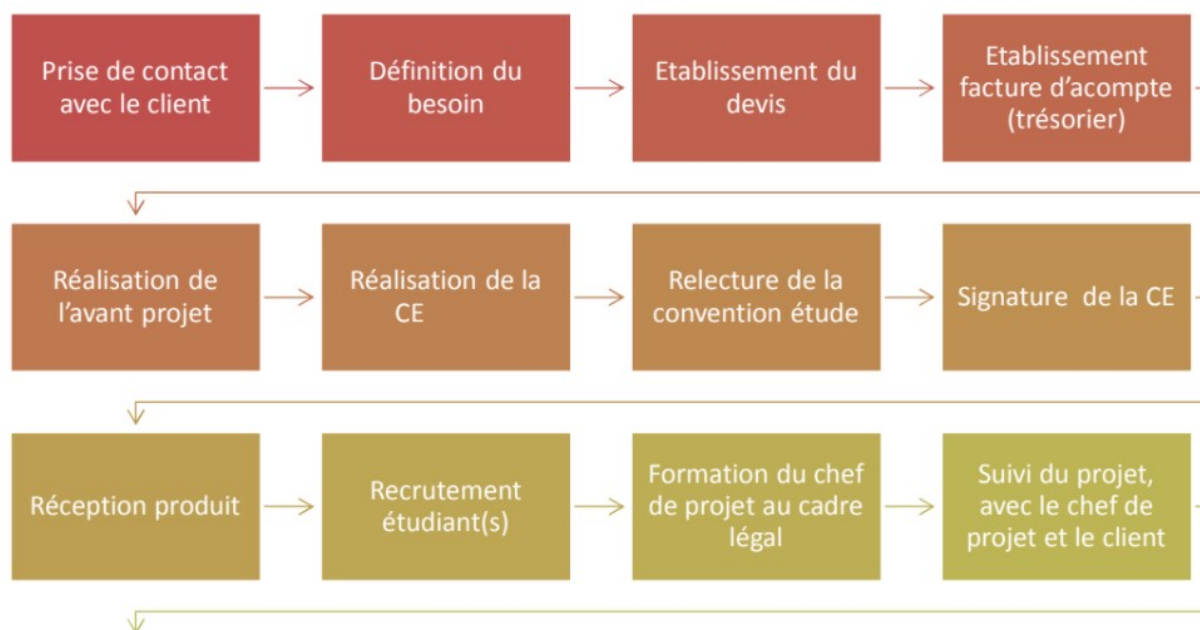 Prise de contact
avec le client
Définition du
besoin
Etablissement du
devis
Etablissement
facture d'acompte
(trésorier)
Réalisation de
l'avant projet
Réalisation de la
CE
Relecture de la
convention étude
Signature de la CE
Réception produit
Recrutement
étudiant(s)
Formation du chef
de projet au cadre
légal
Suivi du projet,
avec le chef de
projet et le client